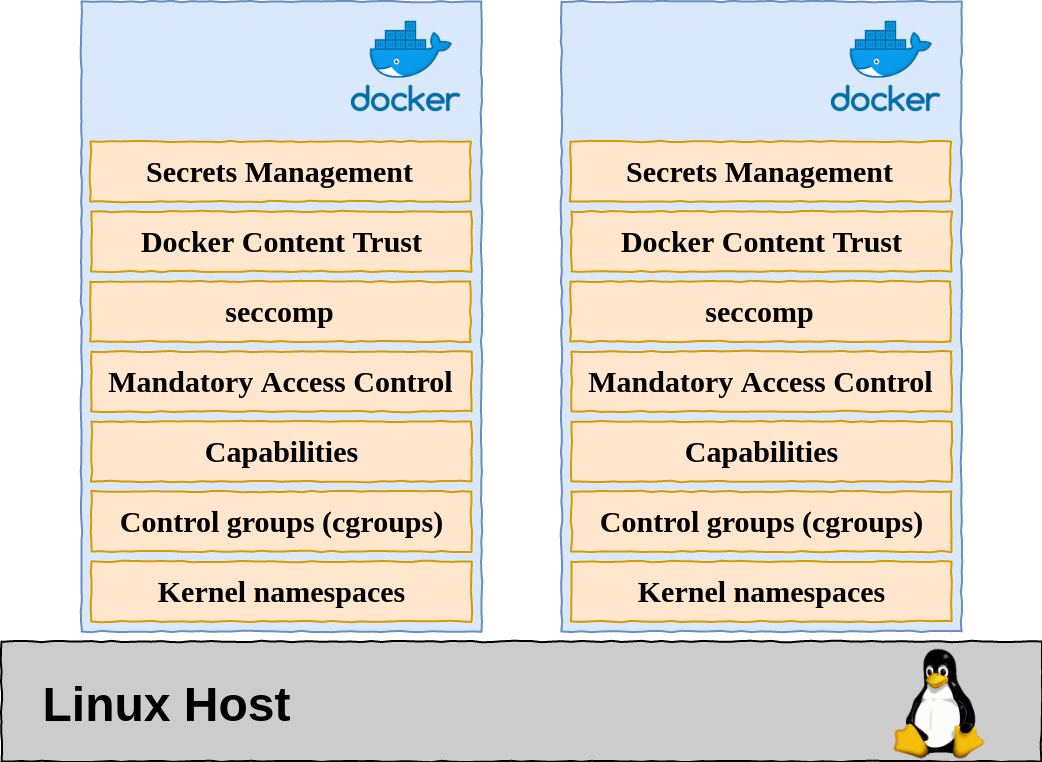 docker
Secrets Management
Docker Content Trust
seccomp
Mandatory Access Control
Capabilities
Control groups (cgroups)
Kernel namespaces
docker
Secrets Management
Docker Content Trust
seccomp
Mandatory Access Control
Capabilities
Control groups (cgroups)
Kernel namespaces
Linux Host